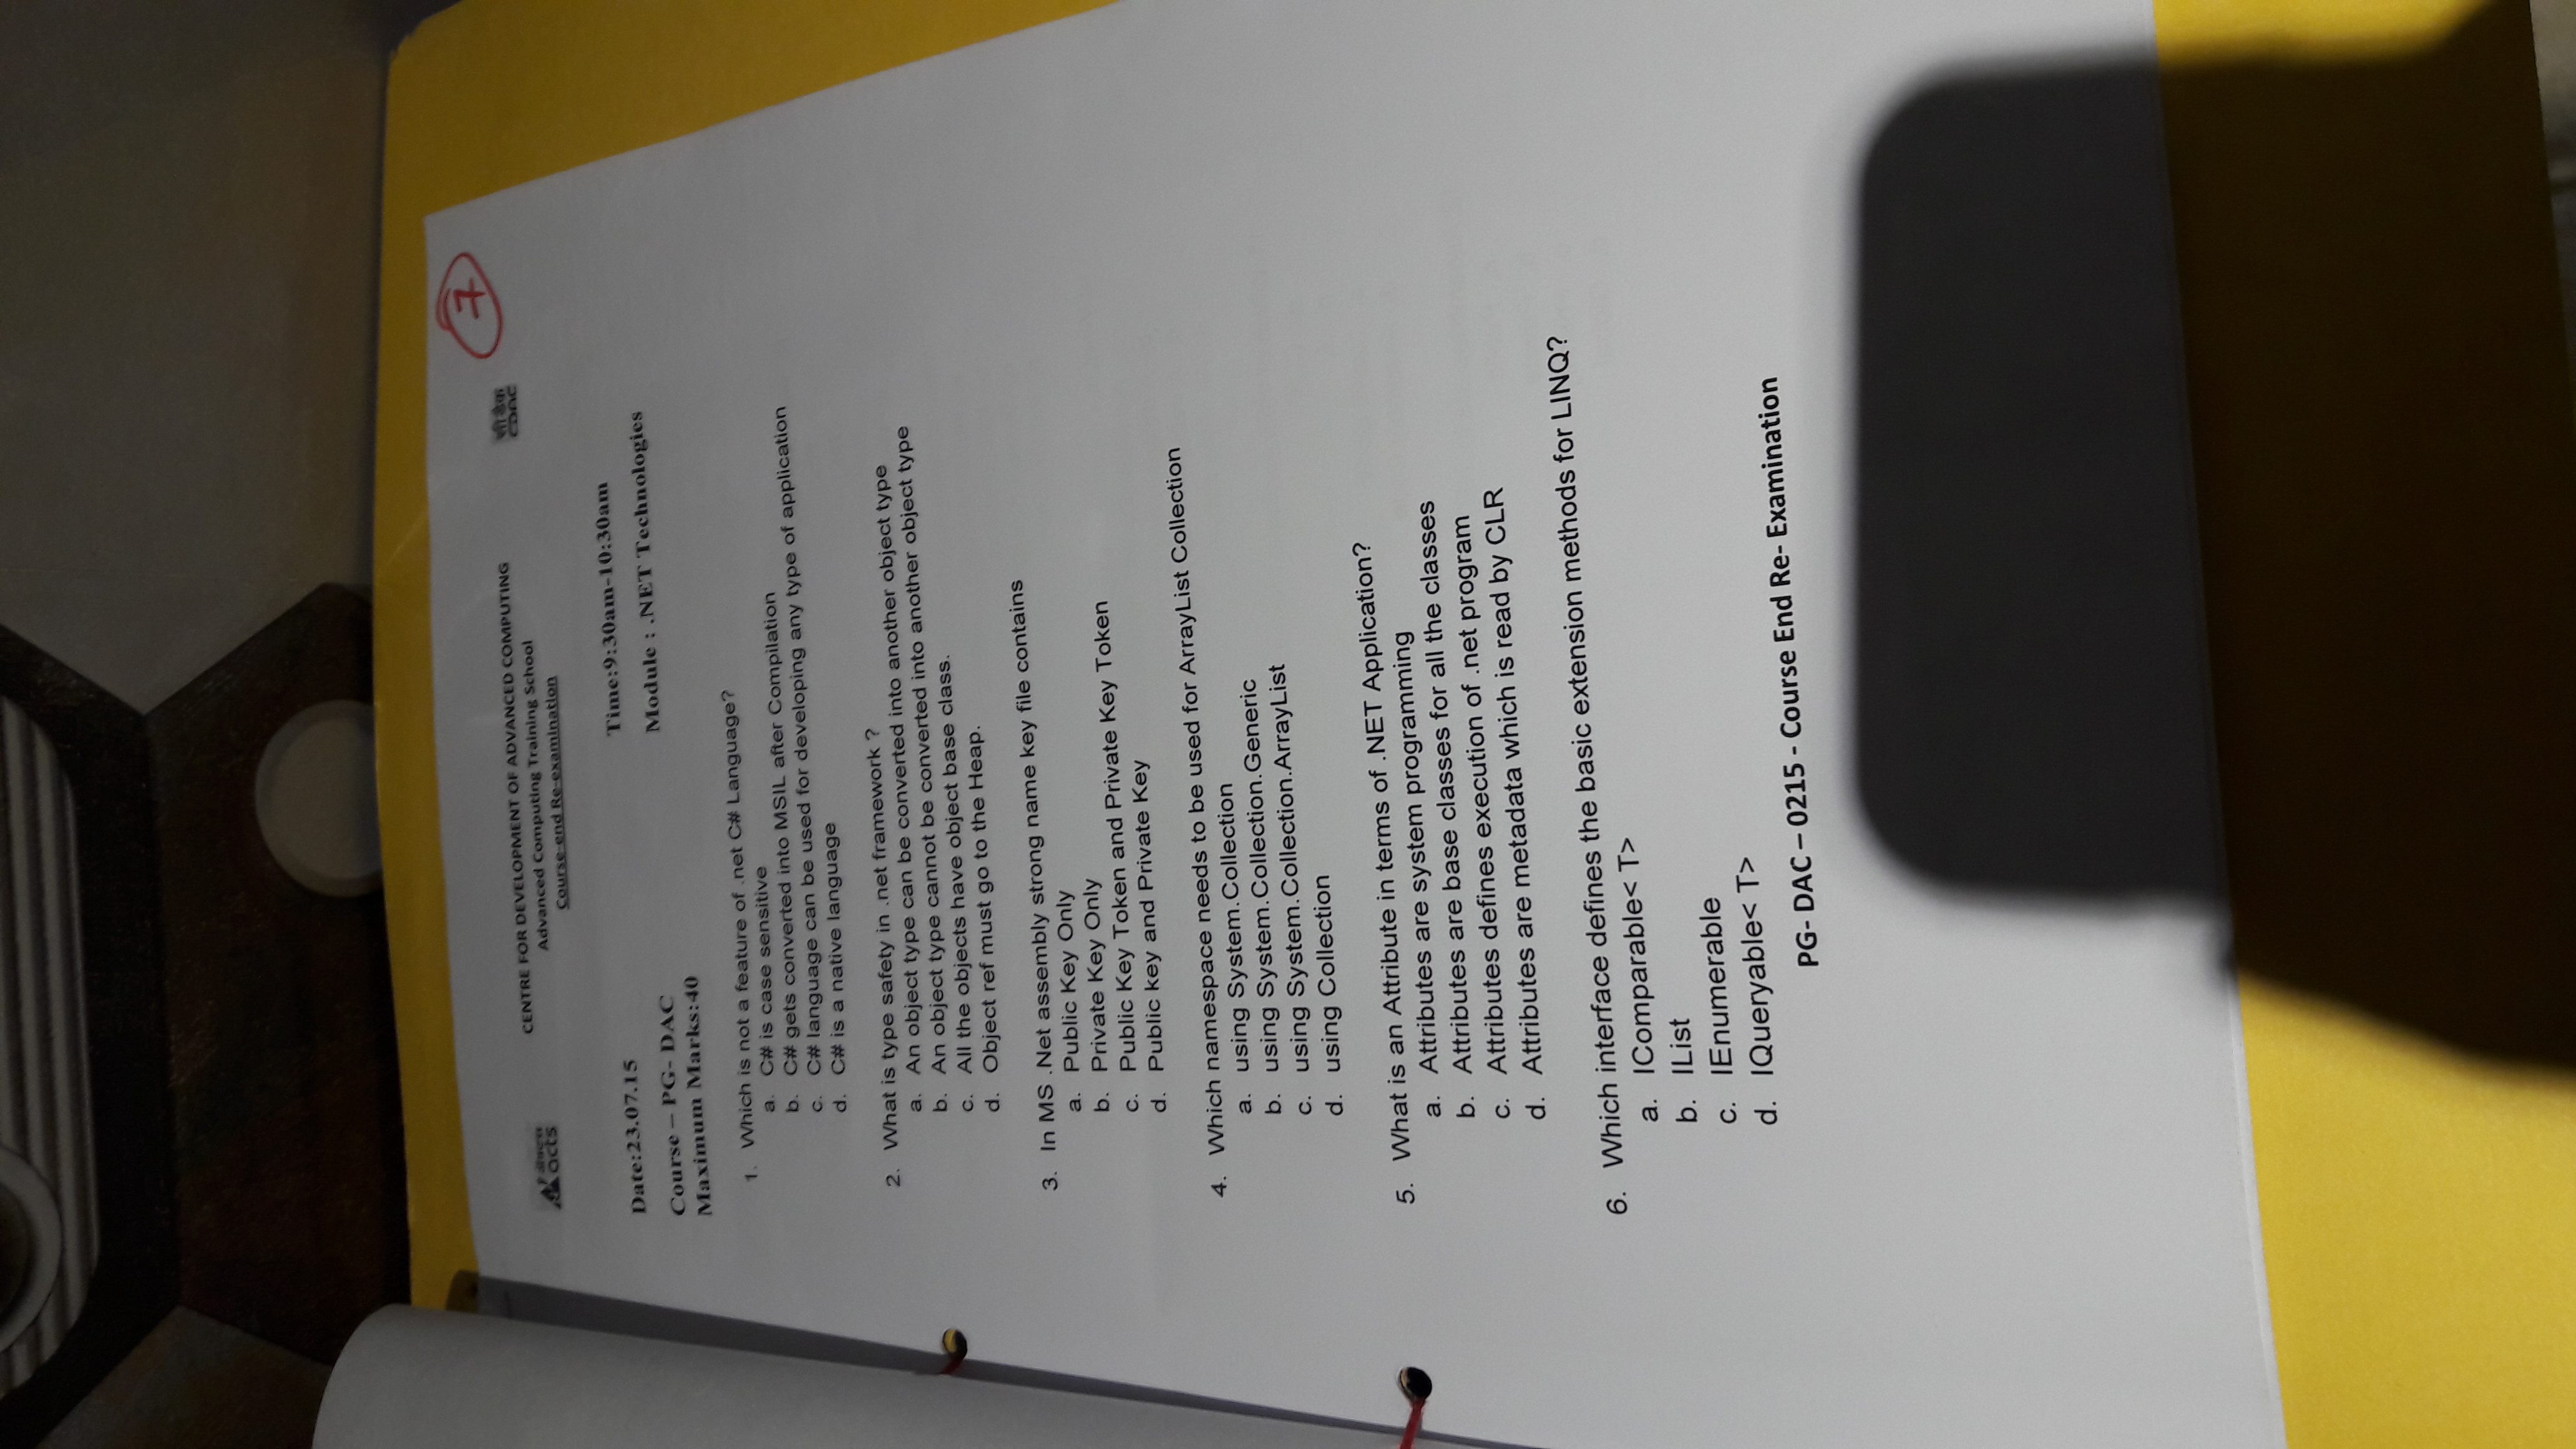 7
CENTRE FOR DEVELOPMENT OF ADVANCED COMPUTING
Advanced Computing Training School
Course-end Re-examination
acts
सीडैक
CDAC
Date:23.07.15
Time:9:30am-10:30am
Course – PG- DAC
Module : .NET Technologies
Maximum Marks:40
1. Which is not a feature of .net C# Language?
a. C# is case sensitive
b. C# gets converted into MSIL after Compilation
c. C# language can be used for developing any type of application
d. C# is a native language
2. What is type safety in .net framework ?
a. An object type can be converted into another object type
b. An object type cannot be converted into another object type
c. All the objects have object base class.
d. Object ref must go to the Heap.
3. In MS .Net assembly strong name key file contains
a. Public Key Only
b. Private Key Only
c. Public Key Token and Private Key Token
d. Public key and Private Key
4. Which namespace needs to be used for ArrayList Collection
a. using System.Collection
b. using System.Collection.Generic
c. using System.Collection.ArrayList
d. using Collection
5. What is an Attribute in terms of .NET Application?
a. Attributes are system programming
b. Attributes are base classes for all the classes
c. Attributes defines execution of .net program
d. Attributes are metadata which is read by CLR
6. Which interface defines the basic extension methods for LINQ?
a. IComparable< T>
b. IList
c. IEnumerable
d. IQueryable< T>
PG- DAC – 0215 - Course End Re- Examination